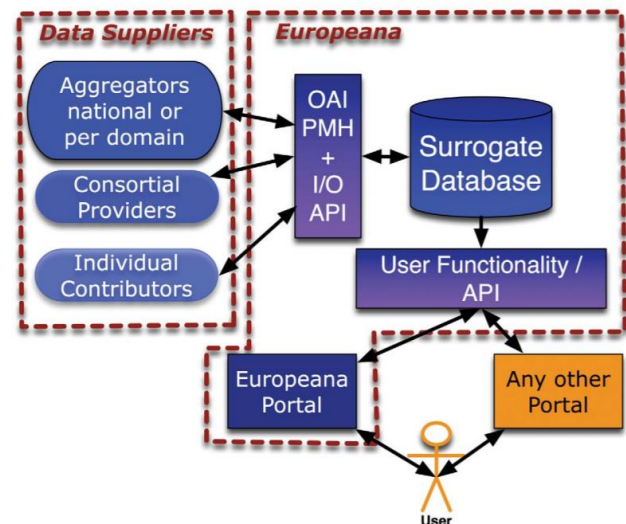 Data Suppliers
Europeana
Aggregators
national or
per domain
Consortial
Providers
Individual
Contributors
OAI
PMH
+
I/O
API
Surrogate
Database
User Functionality /
API
Europeana
Portal
Any other
Portal
User